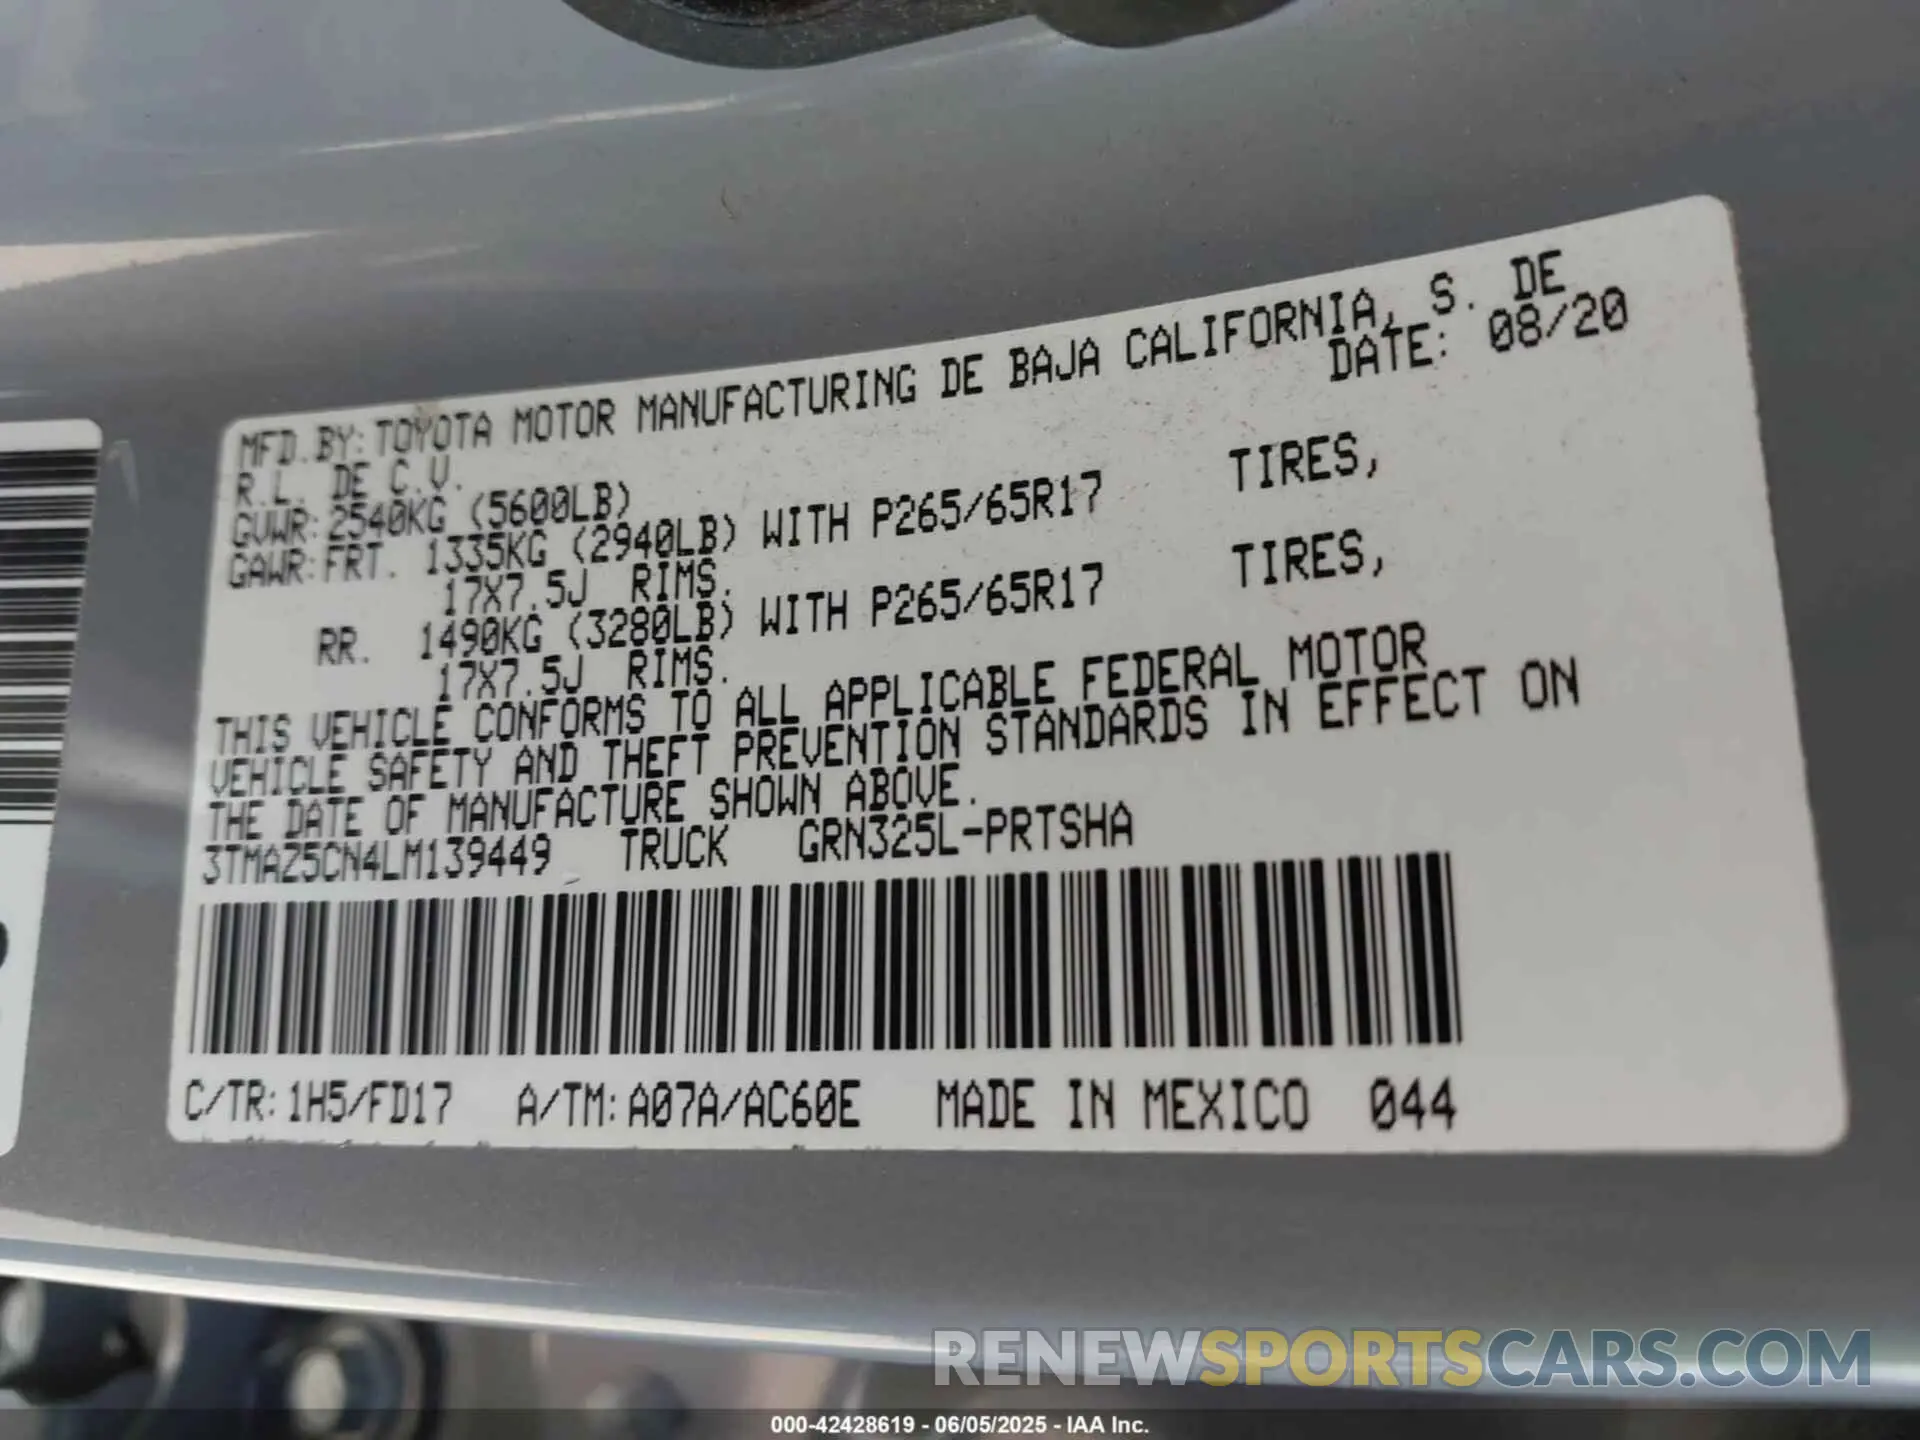 MFD.BY:TOYOTA MOTOR MANUFACTURING DE BAJA CALIFORNIA, S. DE
R.L. DE C.V. DATE: 08/20
GVWR:2540KG (5600LB)
GAWR:FRT. 1335KG (2940LB) WITH P265/65R17 TIRES,
17X7.5J RIMS.
RR. 1490KG (3280LB) WITH P265/65R17 TIRES,
17X7.5J RIMS.
THIS VEHICLE CONFORMS TO ALL APPLICABLE FEDERAL MOTOR
VEHICLE SAFETY AND THEFT PREVENTION STANDARDS IN EFFECT ON
THE DATE OF MANUFACTURE SHOWN ABOVE.
3TMAZ5CN4LM139449 TRUCK GRN325L-PRTSHA
C/TR:1H5/FD17 A/TM:A07A/AC60E MADE IN MEXICO 044
RENEWSPORTSCARS.COM
000-42428619 - 06/05/2025 - IAA Inc.